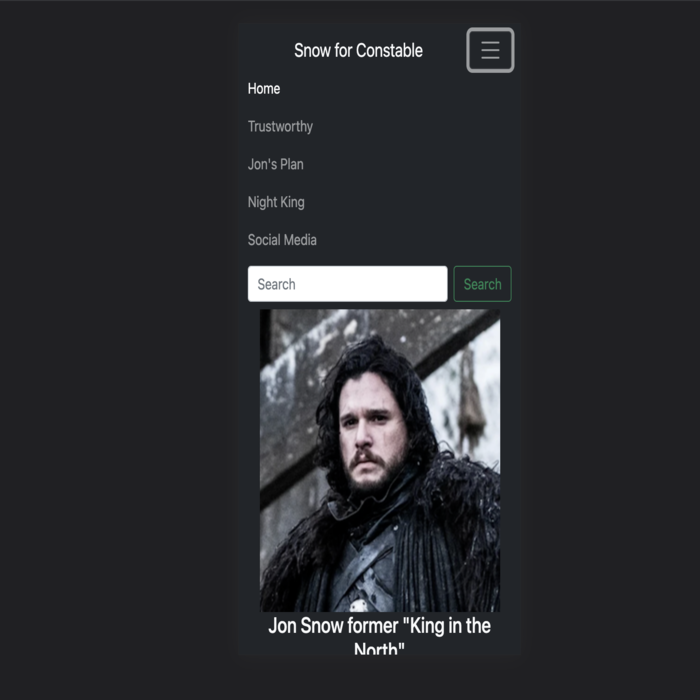 Snow for Constable
Home
Trustworthy
Jon's Plan
Night King
Social Media
Search Search
Jon Snow former "King in the
North"